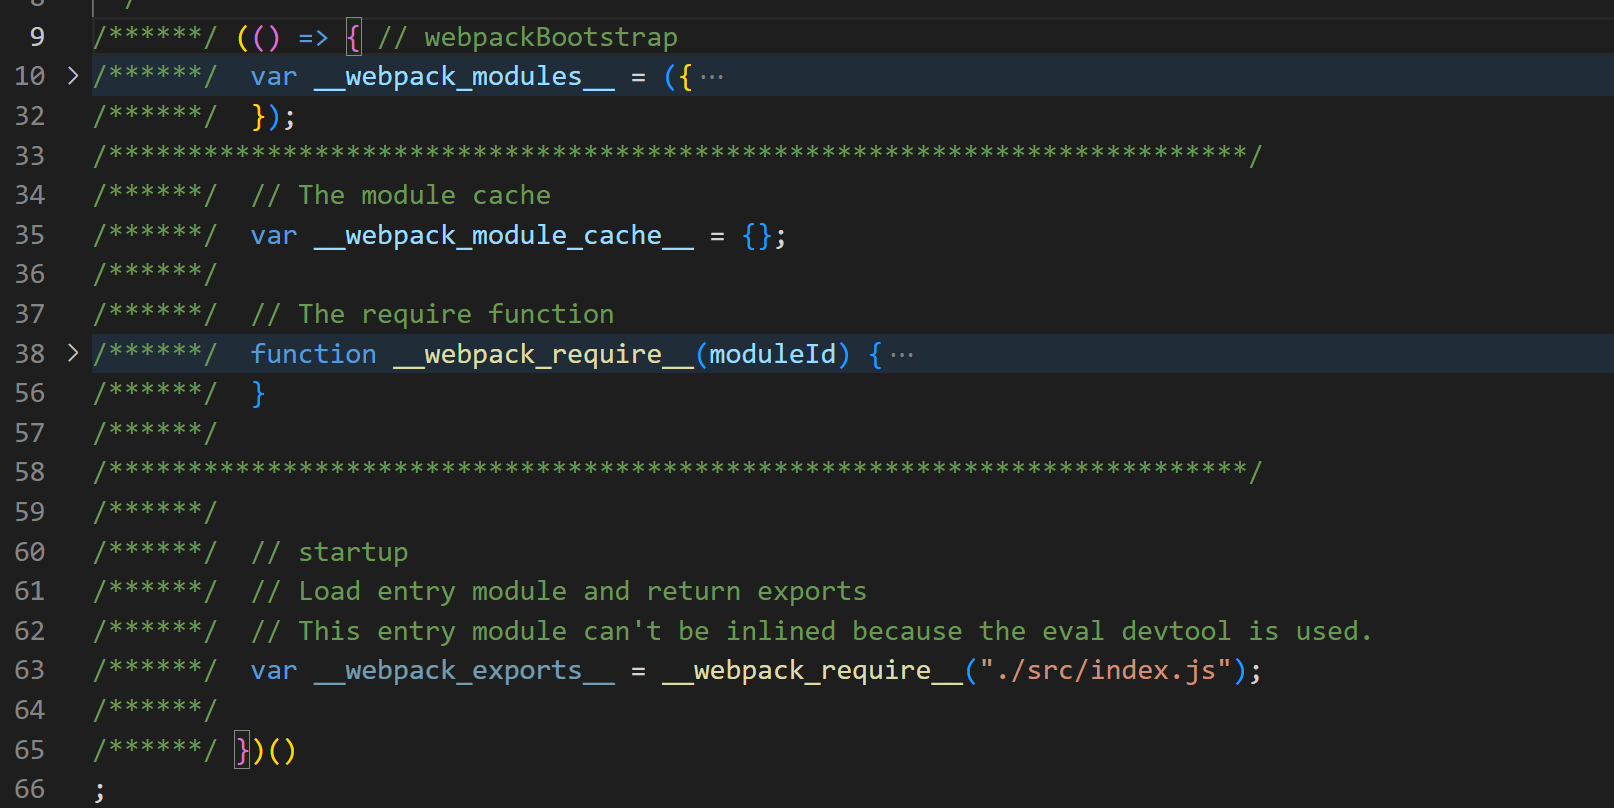 8 /
9 /******/ (() => { // webpackBootstrap
10 > /******/ var __webpack_modules__ = ({ ···
32 /******/ });
33 /************************************************************************/
34 /******/ // The module cache
35 /******/ var __webpack_module_cache__ = {};
36 /******/
37 /******/ // The require function
38 > /******/ function __webpack_require__(moduleId) { ···
56 /******/ }
57 /******/
58 /************************************************************************/
59 /******/
60 /******/ // startup
61 /******/ // Load entry module and return exports
62 /******/ // This entry module can't be inlined because the eval devtool is used.
63 /******/ var __webpack_exports__ = __webpack_require__("./src/index.js");
64 /******/
65 /******/ })()
66 ;